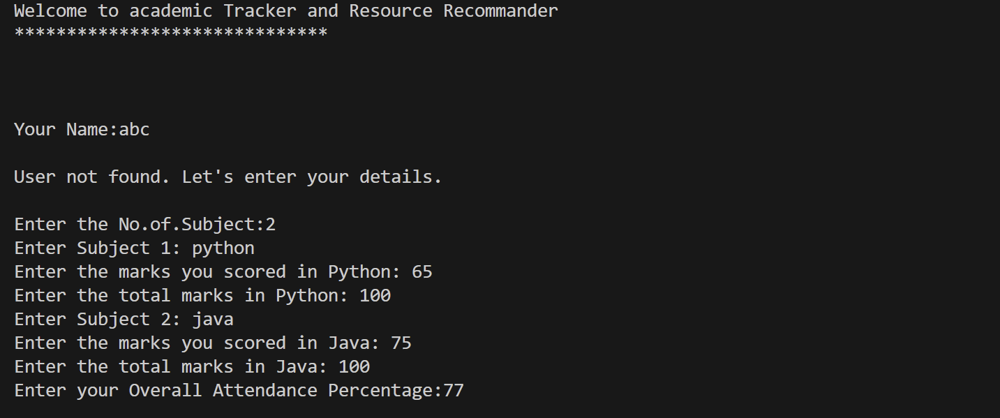 Welcome to academic Tracker and Resource Recommander
******************************
Your Name:abc
User not found. Let's enter your details.
Enter the No.of.Subject:2
Enter Subject 1: python
Enter the marks you scored in Python: 65
Enter the total marks in Python: 100
Enter Subject 2: java
Enter the marks you scored in Java: 75
Enter the total marks in Java: 100
Enter your Overall Attendance Percentage:77